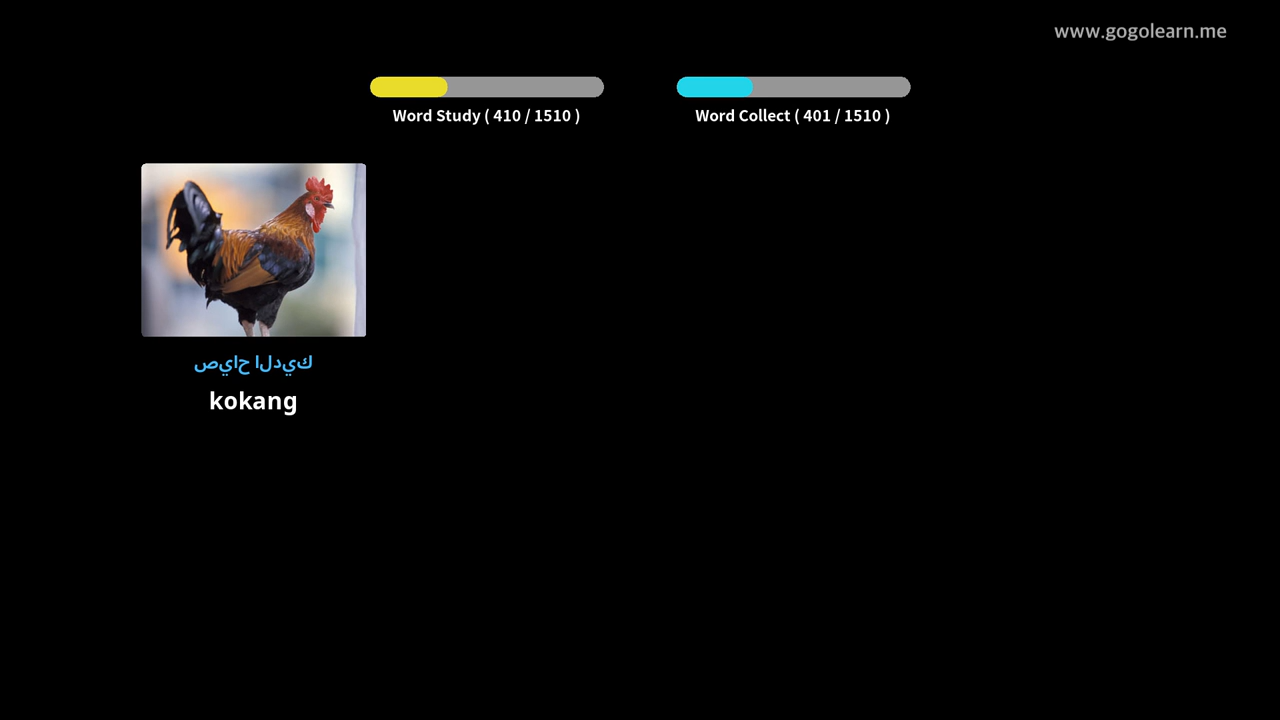 www.gogolearn.me
Word Study ( 410 / 1510 )
Word Collect ( 401 / 1510 )
صياح الديك
kokang